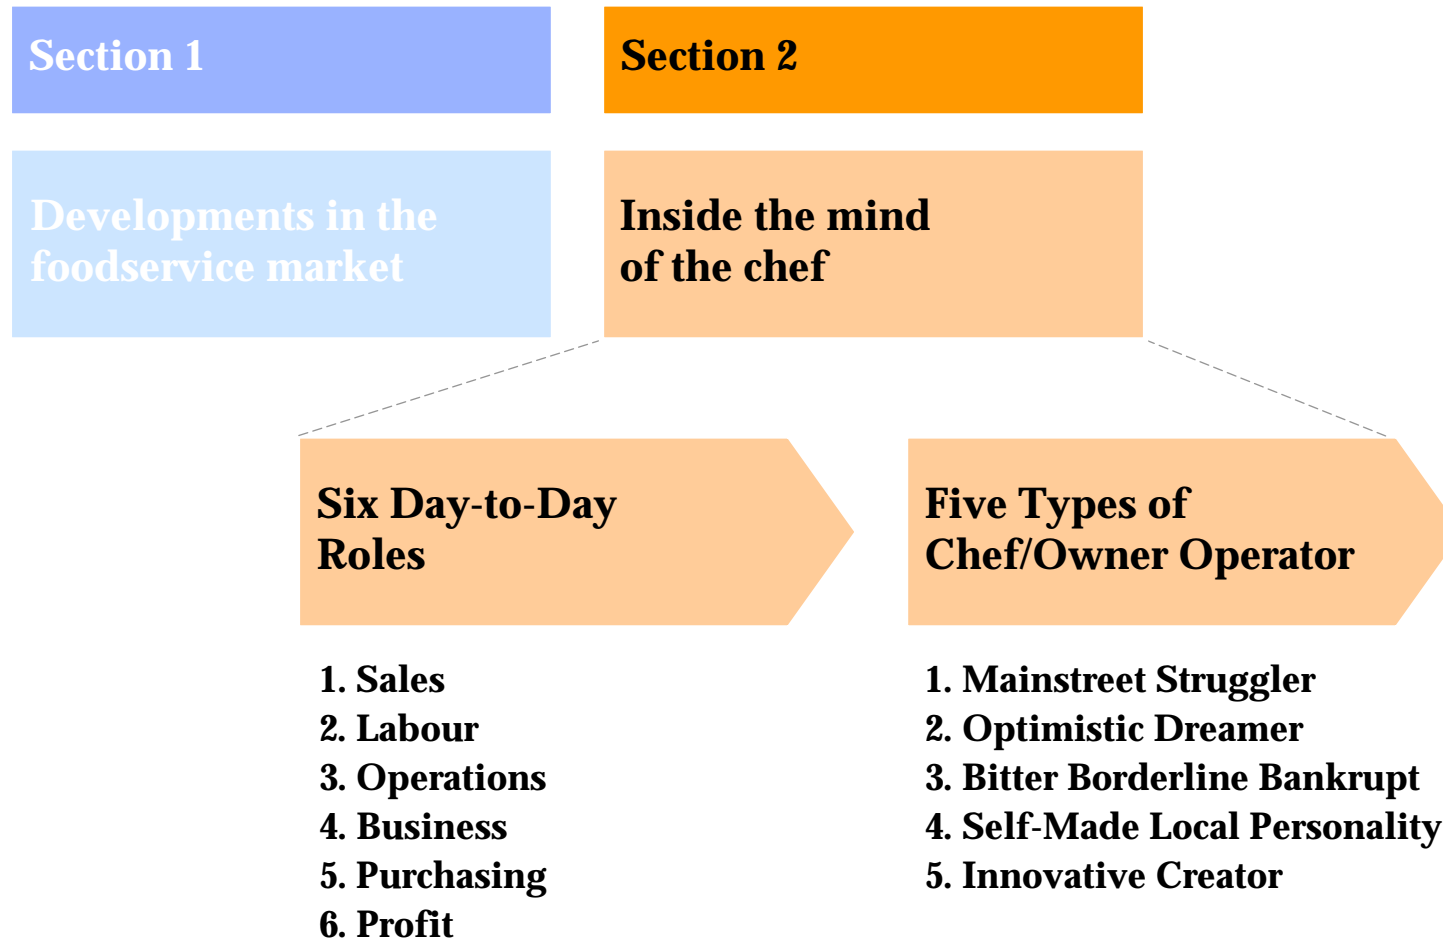 Section 1
Section 2
Developments in the
foodservice market
Inside the mind
of the chef
Six Day-to-Day
Roles
Five Types of
Chef/Owner Operator
1. Sales
2. Labour
3. Operations
4. Business
5. Purchasing
6. Profit
1. Mainstreet Struggler
2. Optimistic Dreamer
3. Bitter Borderline Bankrupt
4. Self-Made Local Personality
5. Innovative Creator